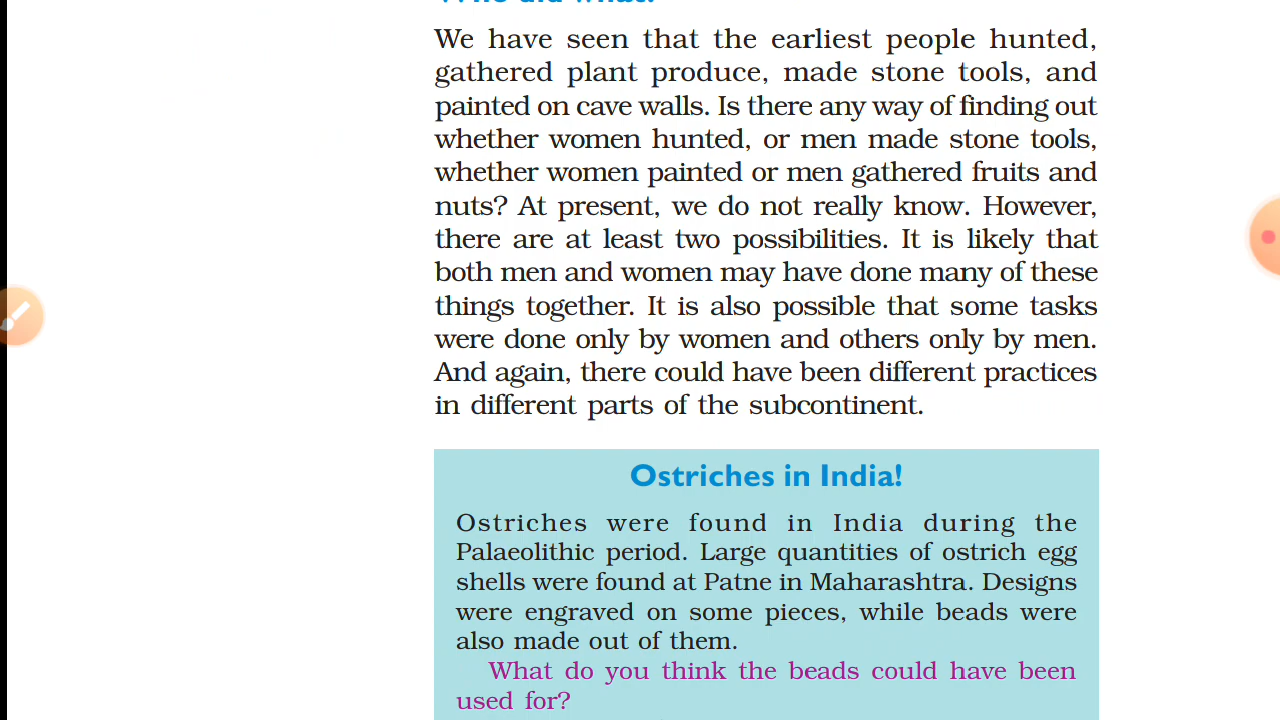 We have seen that the earliest people hunted,
gathered plant produce, made stone tools, and
painted on cave walls. Is there any way of finding out
whether women hunted, or men made stone tools,
whether women painted or men gathered fruits and
nuts? At present, we do not really know. However,
there are at least two possibilities. It is likely that
both men and women may have done many of these
things together. It is also possible that some tasks
were done only by women and others only by men.
And again, there could have been different practices
in different parts of the subcontinent.
Ostriches in India!
Ostriches were found in India during the
Palaeolithic period. Large quantities of ostrich egg
shells were found at Patne in Maharashtra. Designs
were engraved on some pieces, while beads were
also made out of them.
What do you think the beads could have been
used for?